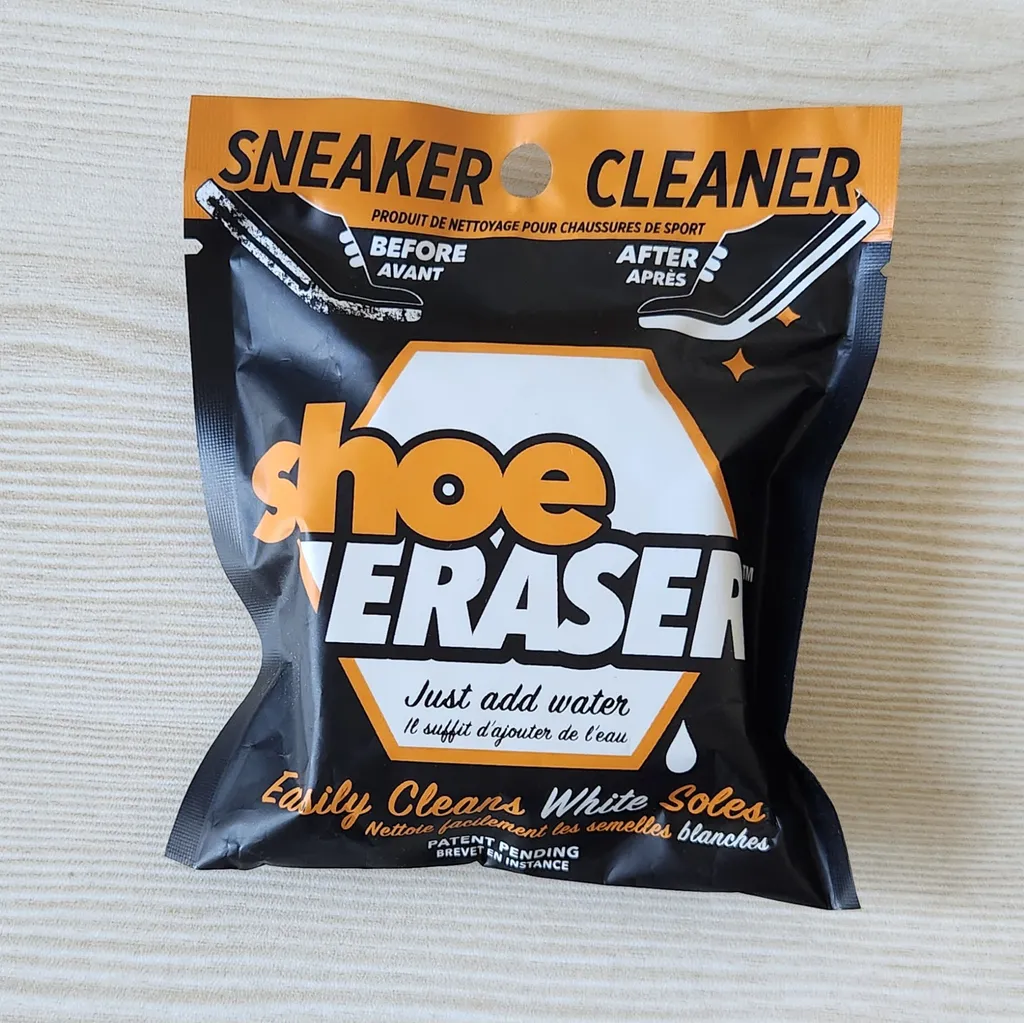 SNEAKER CLEANER
PRODUIT DE NETTOYAGE POUR CHAUSSURES DE SPORT
BEFORE
AVANT
AFTER
APRÈS
shoe
ERASER™
Just add water
Il suffit d'ajouter de l'eau
Easily Cleans White Soles
Nettoie facilement les semelles blanches
PATENT PENDING
BREVET EN INSTANCE